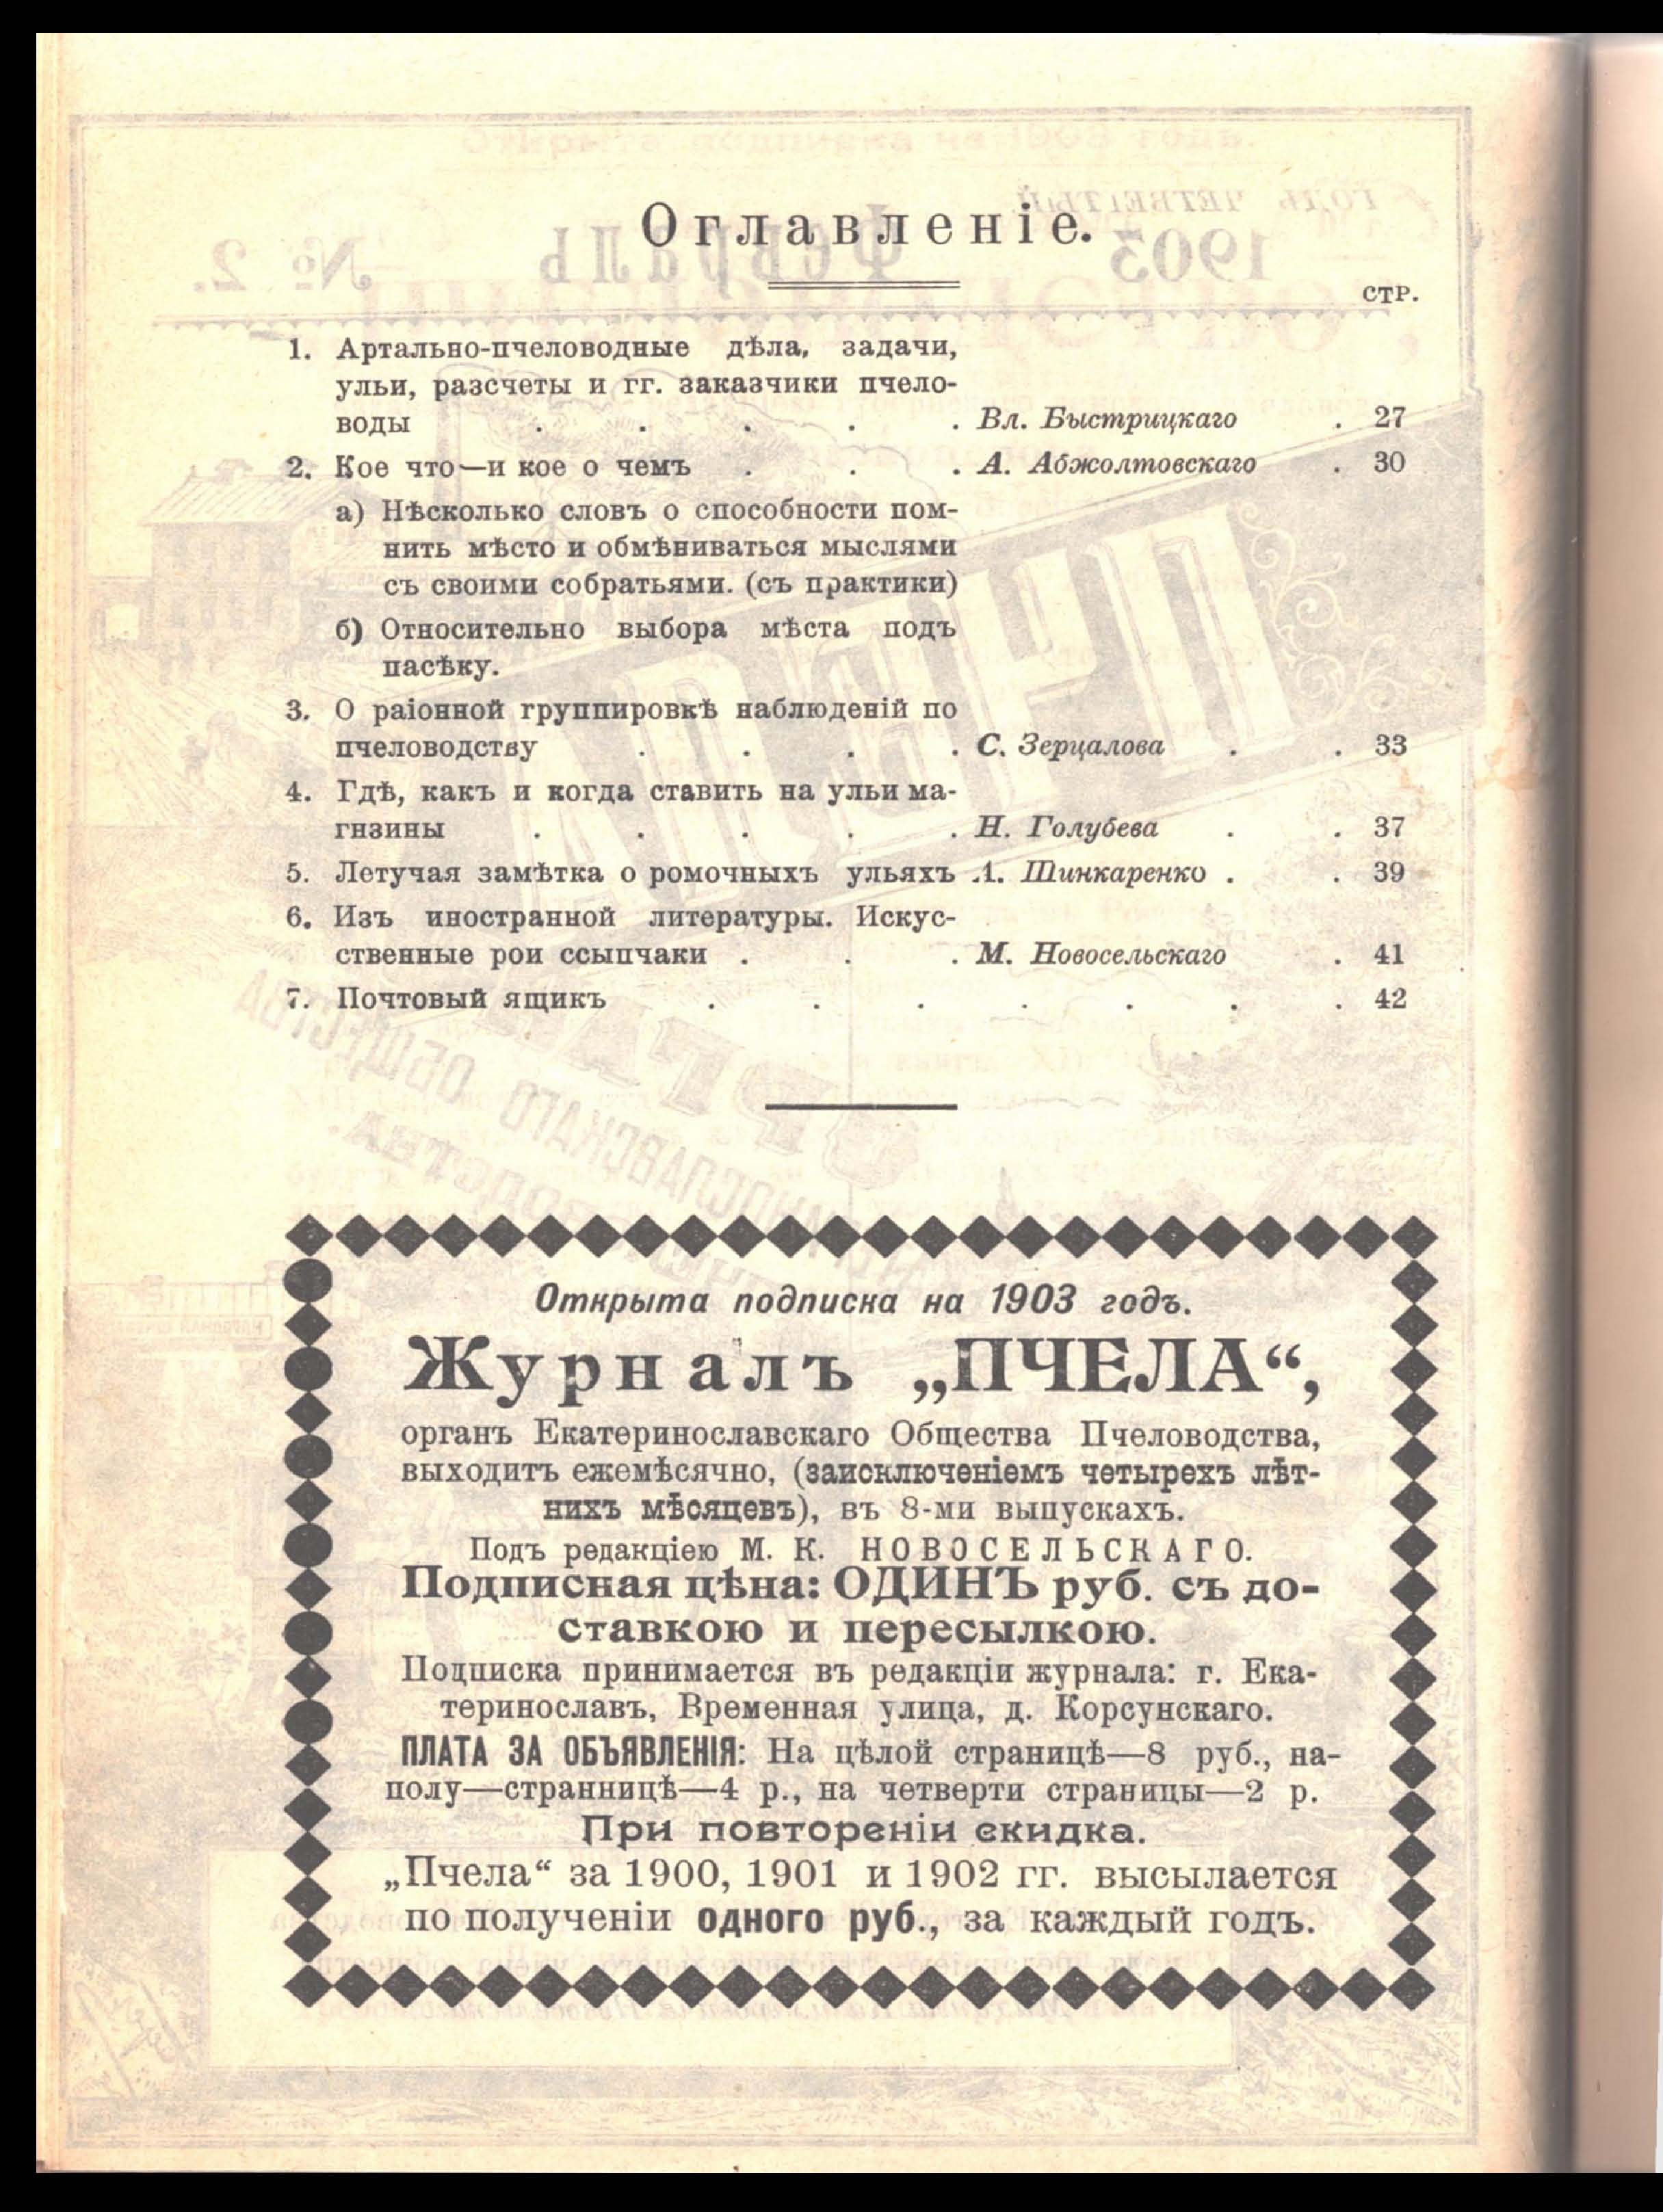 Оглавленіе.
СТР.
1. Артально-пчеловодные дѣла, задачи,
ульи, разсчеты и гг. заказчики пчело-
воды . . . . . Вл. Быстрицкаго . 27
2. Кое что—и кое о чемъ . . . А. Абжолтовскаго . 30
а) Нѣсколько словъ о способности пом-
нить мѣсто и обмѣниваться мыслями
съ своими собратьями. (съ практики)
б) Относительно выбора мѣста подъ
пасѣку.
3. О раіонной группировкѣ наблюденій по
пчеловодству . . . . С. Зерцалова . . 33
4. Гдѣ, какъ и когда ставить на ульи ма-
гнзины . . . . . Н. Голубева . . 37
5. Летучая замѣтка о ромочныхъ ульяхъ А. Шинкаренко . . 39
6. Изъ иностранной литературы. Искус-
ственные рои ссыпчаки . . . М. Новосельскаго . 41
7. Почтовый ящикъ . . . . . . . 42
Открыта подписка на 1903 годъ.
Журналъ „ПЧЕЛА“,
органъ Екатеринославскаго Общества Пчеловодства,
выходитъ ежемѣсячно, (заисключеніемъ четырехъ лѣт-
нихъ мѣсяцевъ), въ 8-ми выпускахъ.
Подъ редакціею М. К. НОВОСЕЛЬСКАГО.
Подписная цѣна: ОДИНЪ руб. съ до-
ставкою и пересылкою.
Подписка принимается въ редакціи журнала: г. Ека-
теринославъ, Временная улица, д. Корсунскаго.
ПЛАТА ЗА ОБЪЯВЛЕНІЯ: На цѣлой страницѣ—8 руб., на-
полу—странницѣ—4 р., на четверти страницы—2 р.
При повтореніи скидка.
„Пчела“ за 1900, 1901 и 1902 гг. высылается
по полученіи одного руб., за каждый годъ.